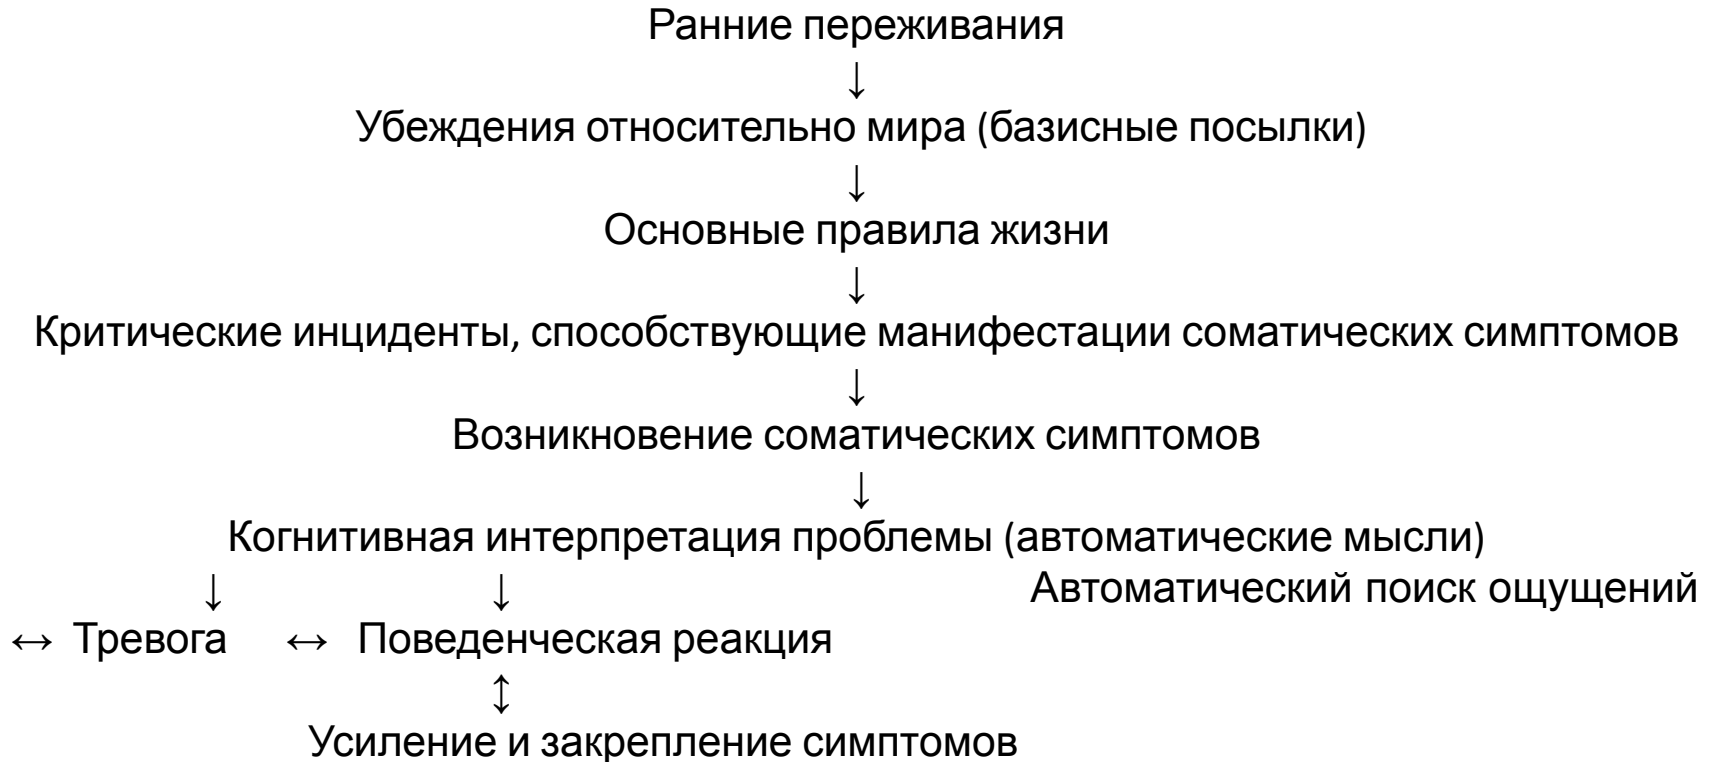 Ранние переживания
↓
Убеждения относительно мира (базисные посылки)
↓
Основные правила жизни
↓
Критические инциденты, способствующие манифестации соматических симптомов
↓
Возникновение соматических симптомов
↓
Когнитивная интерпретация проблемы (автоматические мысли)
↓ ↓ Автоматический поиск ощущений
↔ Тревога ↔ Поведенческая реакция
↕
Усиление и закрепление симптомов